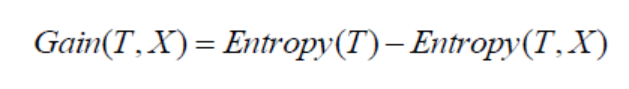 Gain(T, X) = Entropy(T) – Entropy(T, X)